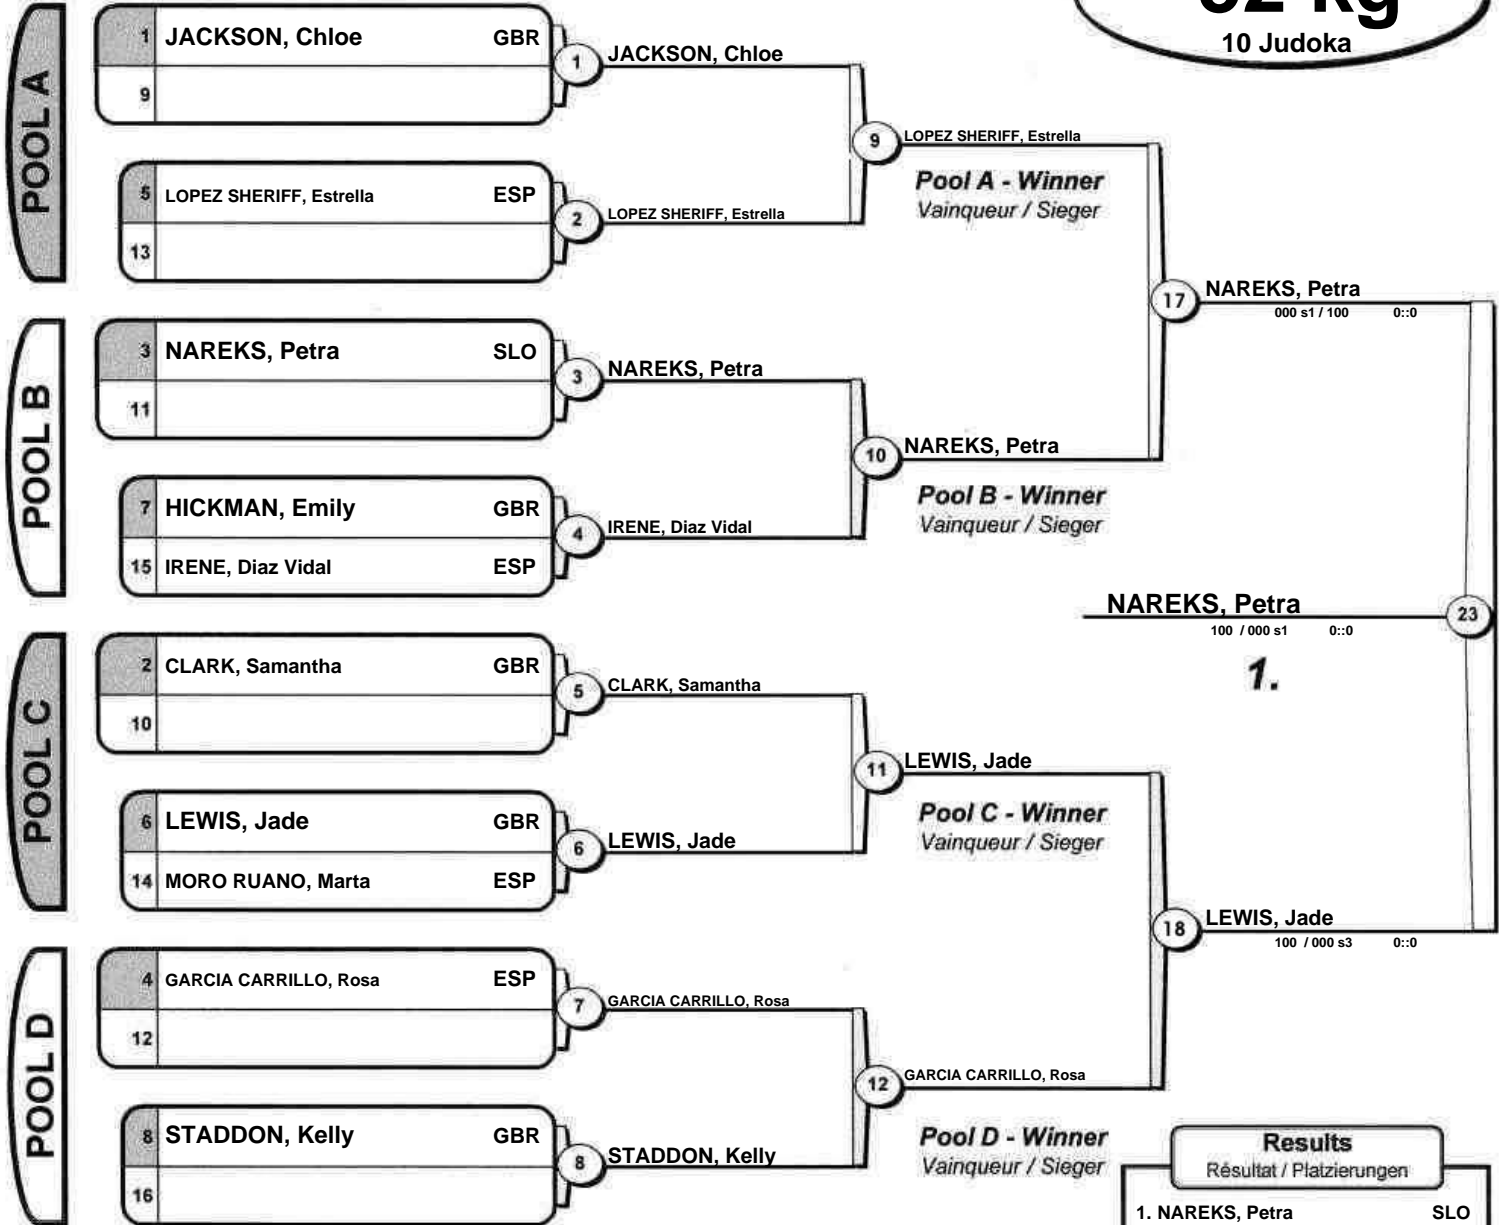 10 Judoka
POOL A
1 JACKSON, Chloe GBR
9
1
JACKSON, Chloe
5 LOPEZ SHERIFF, Estrella ESP
13
2
LOPEZ SHERIFF, Estrella
9
LOPEZ SHERIFF, Estrella
Pool A - Winner
Vainqueur / Sieger
POOL B
3 NAREKS, Petra SLO
11
3
NAREKS, Petra
7 HICKMAN, Emily GBR
15 IRENE, Diaz Vidal ESP
4
IRENE, Diaz Vidal
10
NAREKS, Petra
Pool B - Winner
Vainqueur / Sieger
17
NAREKS, Petra
000 s1 / 100 0::0
POOL C
2 CLARK, Samantha GBR
10
5
CLARK, Samantha
6 LEWIS, Jade GBR
14 MORO RUANO, Marta ESP
6
LEWIS, Jade
11
LEWIS, Jade
Pool C - Winner
Vainqueur / Sieger
POOL D
4 GARCIA CARRILLO, Rosa ESP
12
7
GARCIA CARRILLO, Rosa
8 STADDON, Kelly GBR
16
8
STADDON, Kelly
12
GARCIA CARRILLO, Rosa
Pool D - Winner
Vainqueur / Sieger
18
LEWIS, Jade
100 / 000 s3 0::0
23
NAREKS, Petra
100 / 000 s1 0::0
1.
Results
Résultat / Platzierungen
1. NAREKS, Petra SLO